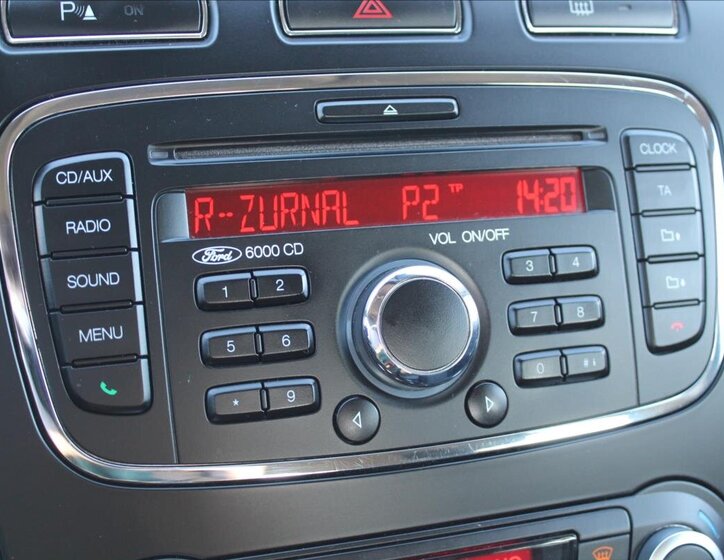 P ON
CD/AUX
RADIO
SOUND
MENU
R--ZURNAL P2 TP 14:20
Ford 6000 CD
VOL ON/OFF
1 2
3 4
5 6
7 8
* 9
0 # i
CLOCK
TA